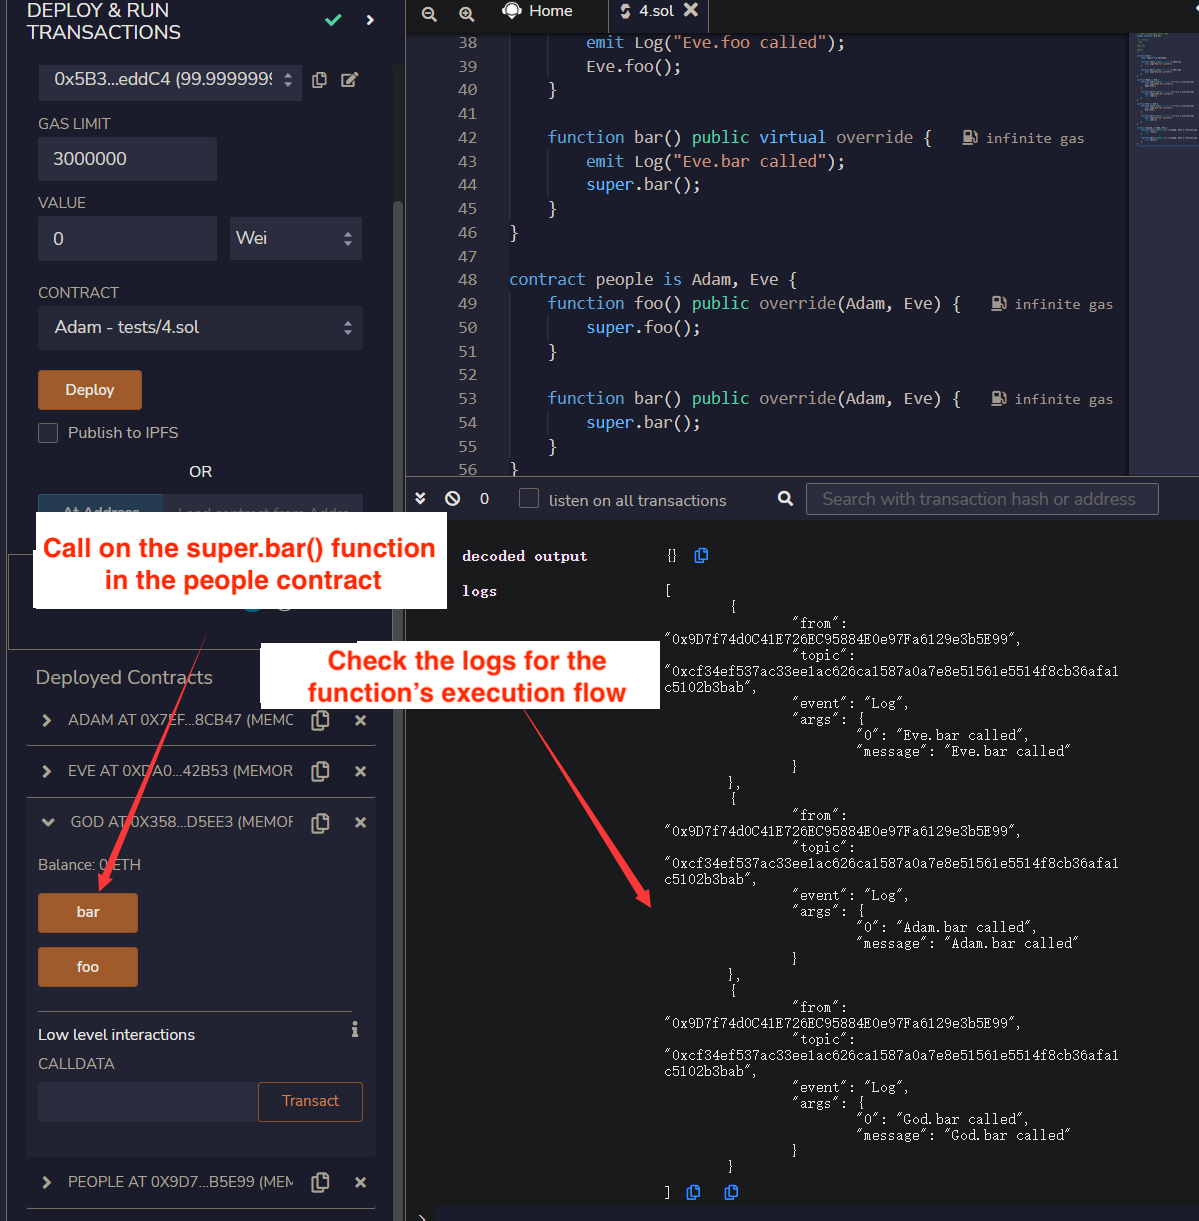 DEPLOY & RUN
TRANSACTIONS
0x5B3...eddC4 (99.9999999
GAS LIMIT
3000000
VALUE
0
Wei
CONTRACT
Adam - tests/4.sol
Deploy
Publish to IPFS
OR
At Address
Call on the super.bar() function
in the people contract
Deployed Contracts
ADAM AT 0X7EF...8CB47 (MEMO
EVE AT 0XDA0...42B53 (MEMOR
GOD AT 0X358...D5EE3 (MEMOF
Balance: 0 ETH
bar
foo
Low level interactions
CALLDATA
Transact
PEOPLE AT 0X9D7...B5E99 (MEM
Home
4.sol
38 emit Log("Eve.foo called");
39 Eve.foo();
40 }
41
42 function bar() public virtual override { infinite gas
43 emit Log("Eve.bar called");
44 super.bar();
45 }
46 }
47
48 contract people is Adam, Eve {
49 function foo() public override(Adam, Eve) { infinite gas
50 super.foo();
51 }
52
53 function bar() public override(Adam, Eve) { infinite gas
54 super.bar();
55 }
56 }
0
listen on all transactions
Search with transaction hash or address
decoded output {}
logs [
Check the logs for the
function's execution flow
{
"from":
"0x9D7f74d0C41E726EC95884E0e97Fa6129e3b5E99",
"topic":
"0xcf34ef537ac33ee1ac626ca1587a0a7e8e51561e5514f8cb36afa1
c5102b3bab",
"event": "Log",
"args": {
"0": "Eve.bar called",
"message": "Eve.bar called"
}
},
{
"from":
"0x9D7f74d0C41E726EC95884E0e97Fa6129e3b5E99",
"topic":
"0xcf34ef537ac33ee1ac626ca1587a0a7e8e51561e5514f8cb36afa1
c5102b3bab",
"event": "Log",
"args": {
"0": "Adam.bar called",
"message": "Adam.bar called"
}
},
{
"from":
"0x9D7f74d0C41E726EC95884E0e97Fa6129e3b5E99",
"topic":
"0xcf34ef537ac33ee1ac626ca1587a0a7e8e51561e5514f8cb36afa1
c5102b3bab",
"event": "Log",
"args": {
"0": "God.bar called",
"message": "God.bar called"
}
}
]
>